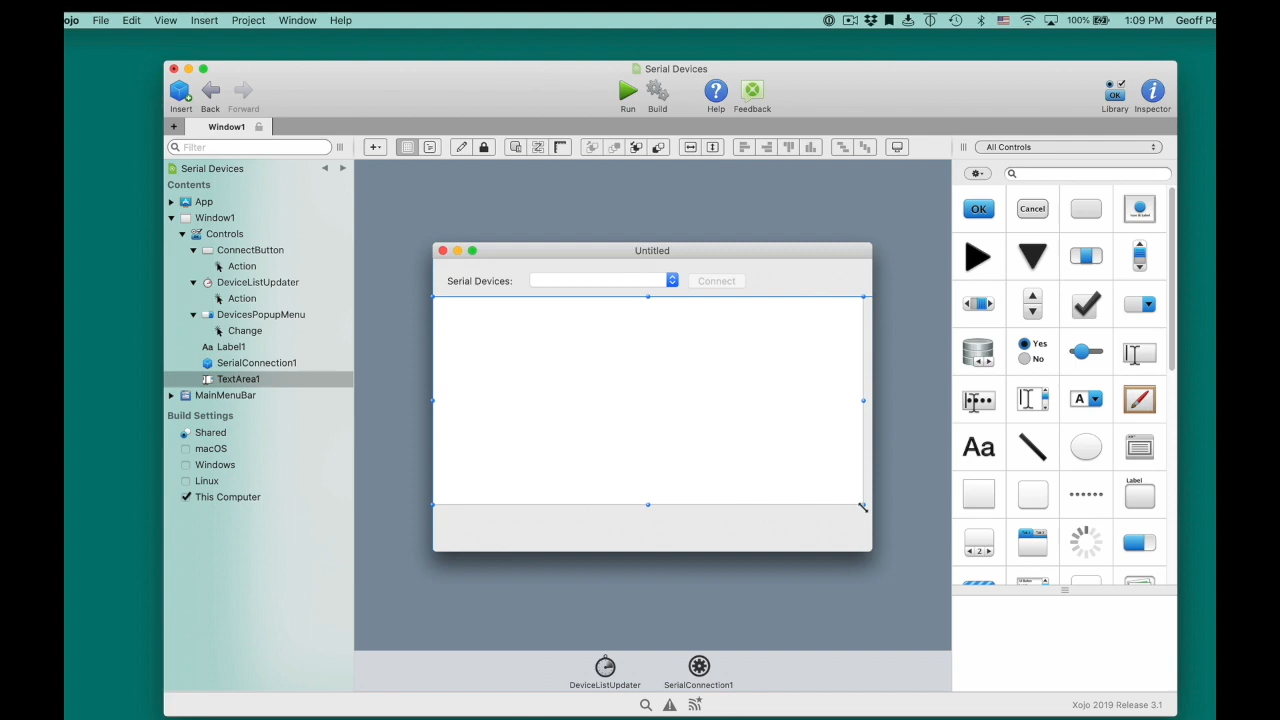 ojo File Edit View Insert Project Window Help 100% 1:09 PM Geoff Pe
Serial Devices
Insert Back Forward Run Build Help Feedback Library Inspector
+ Window1
Filter
All Controls
Serial Devices
Contents
App
Window1
Controls
ConnectButton
Action
DeviceListUpdater
Action
DevicesPopupMenu
Change
Aa Label1
SerialConnection1
TextArea1
MainMenuBar
Build Settings
Shared
macOS
Windows
Linux
This Computer
Untitled
Serial Devices: Connect
OK Cancel
Yes
No
A
Aa
Label
2
DeviceListUpdater SerialConnection1
Xojo 2019 Release 3.1